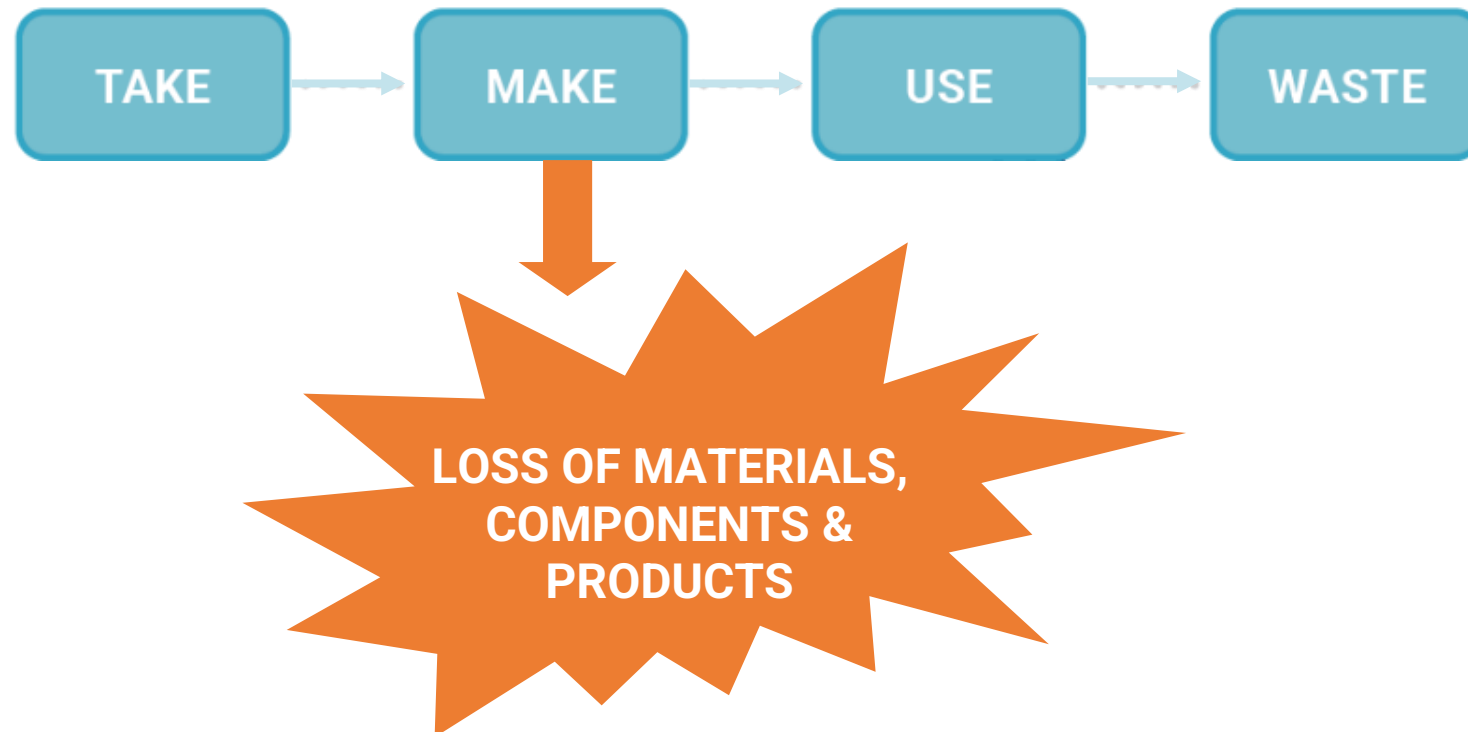 TAKE
MAKE
USE
WASTE
LOSS OF MATERIALS,
COMPONENTS &
PRODUCTS